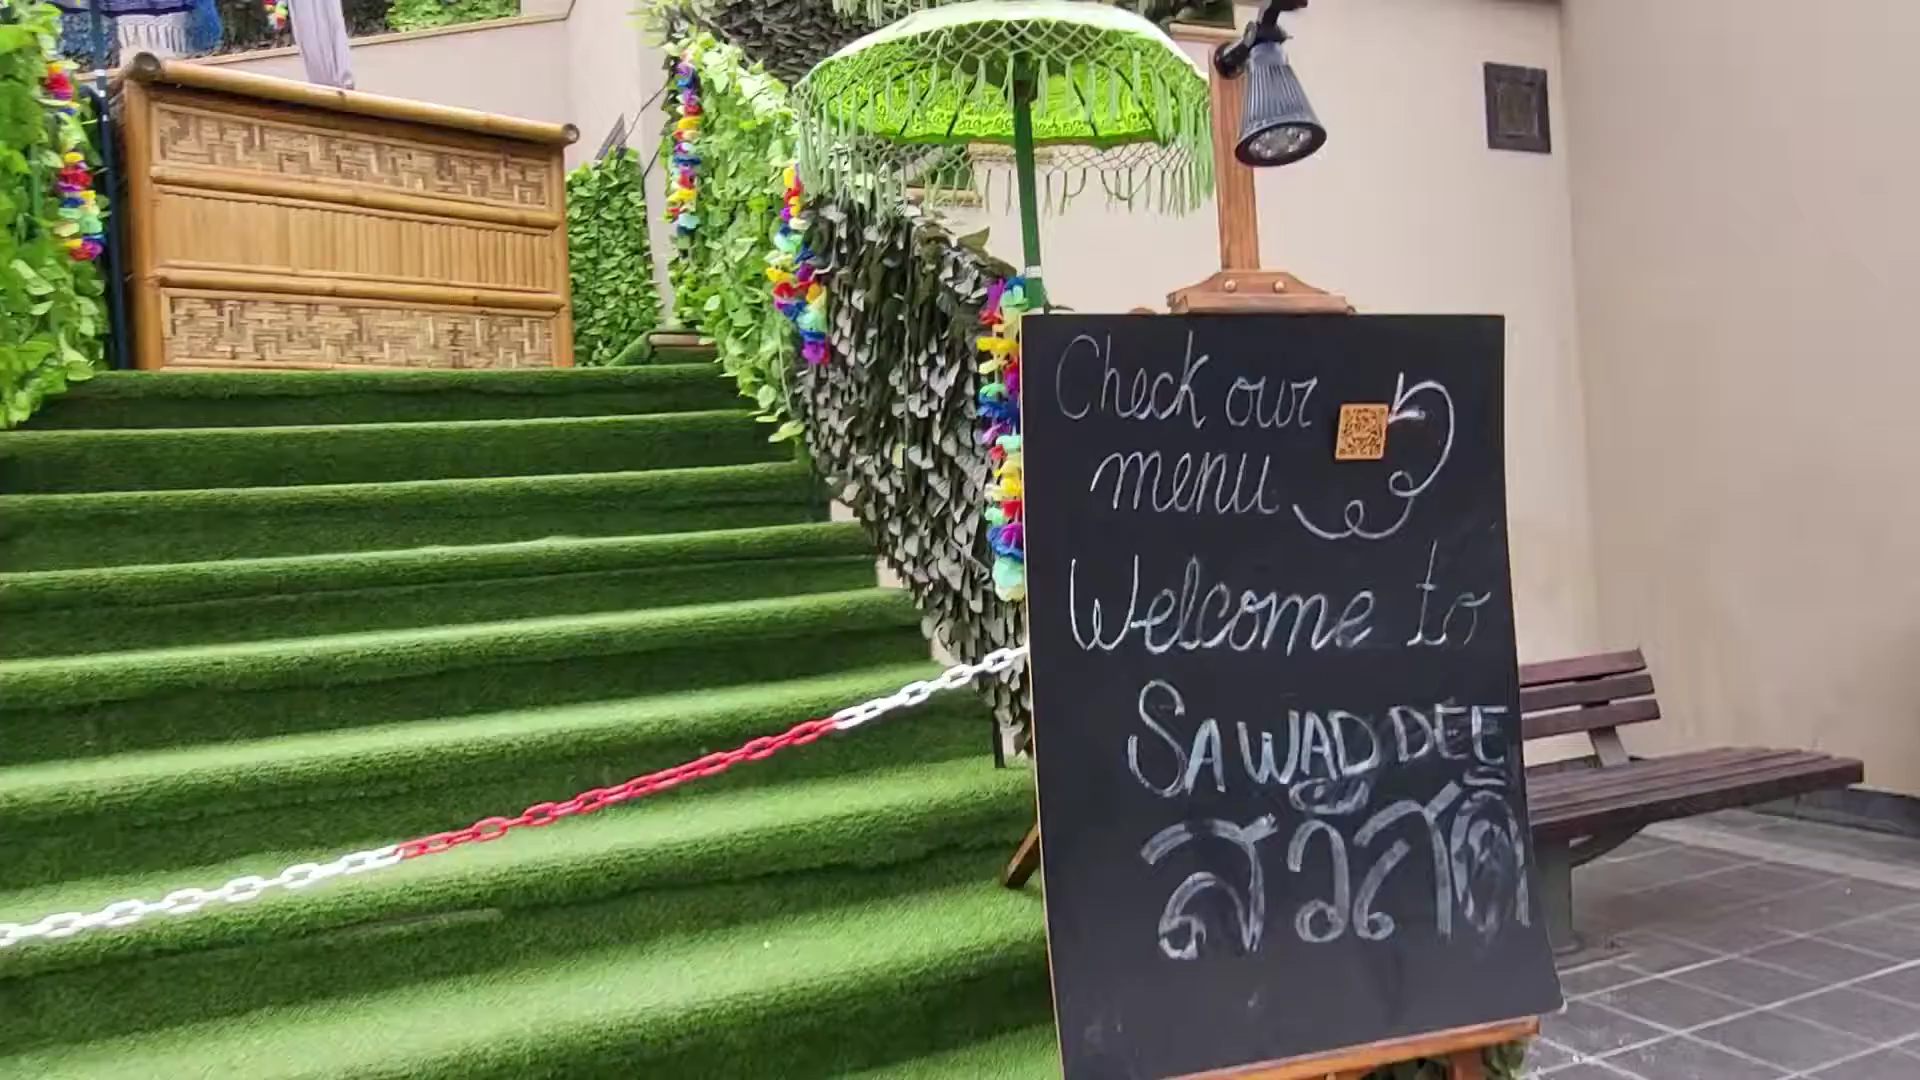 Check our
menu
Welcome to
SAWADDEE
สวัสดี